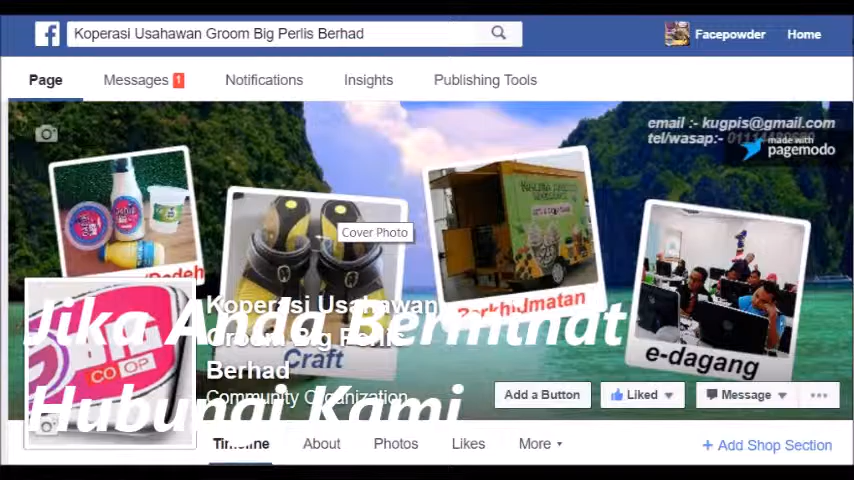 Koperasi Usahawan Groom Big Perlis Berhad
Facepowder Home
Page Messages 1 Notifications Insights Publishing Tools
email :- kugpis@gmail.com
tel/wasap:-
made with
pagemodo
Cover Photo
Craft
Perkhidmatan
e-dagang
Jika Anda Berminat
Hubungi Kami
Koperasi Usahawan
Groom Big Perlis
Berhad
Community Organization
CO OP
Add a Button Liked Message
Timeline About Photos Likes More
+ Add Shop Section